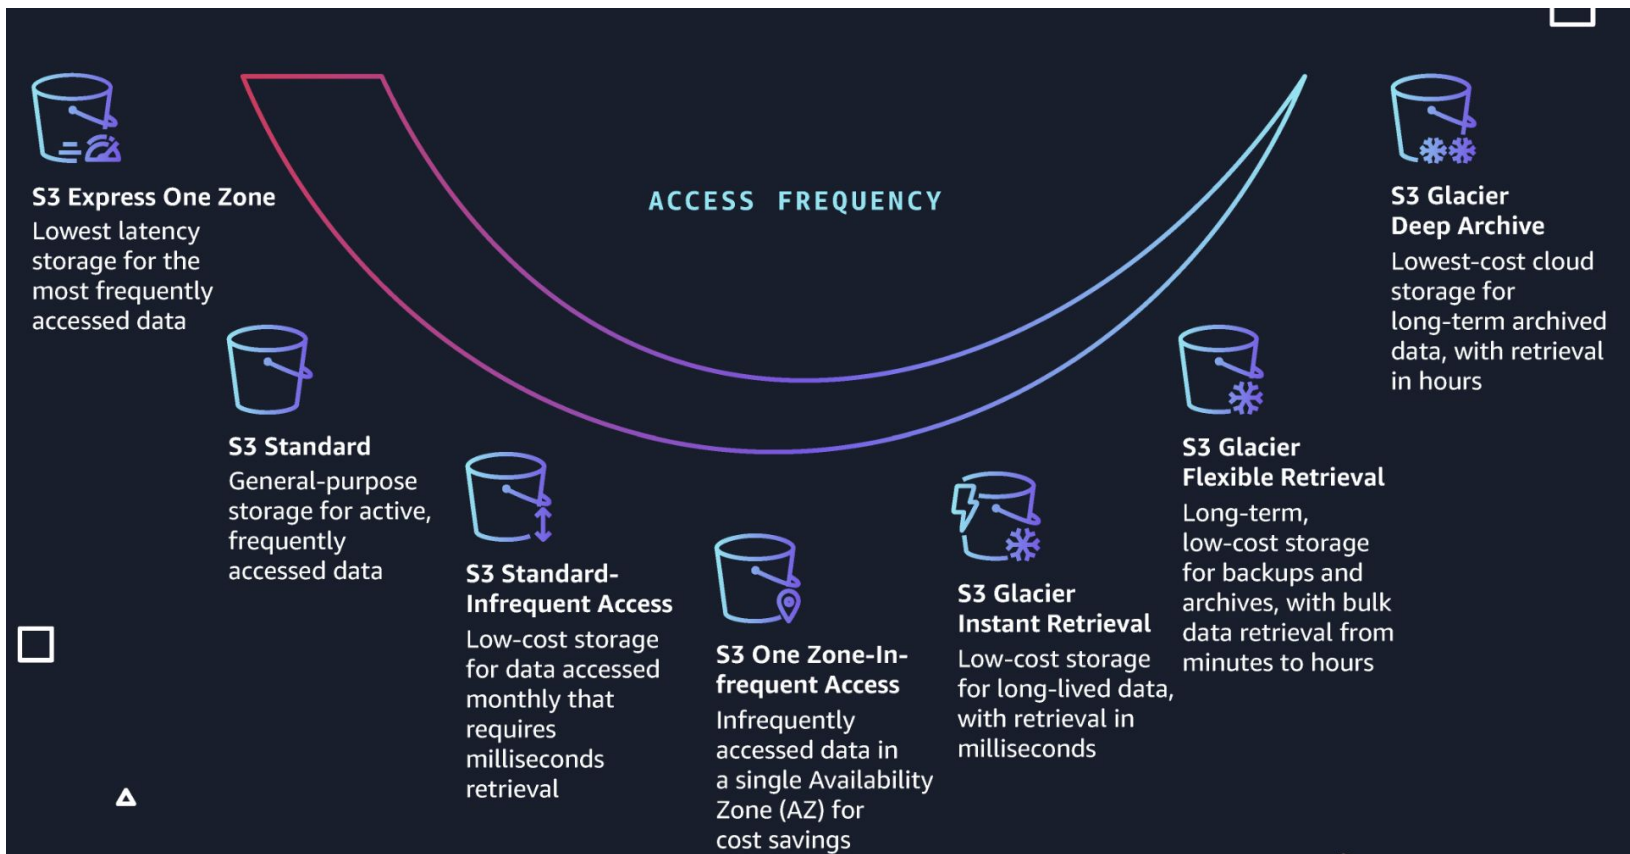 ACCESS FREQUENCY
S3 Express One Zone
Lowest latency
storage for the
most frequently
accessed data
S3 Standard
General-purpose
storage for active,
frequently
accessed data
S3 Standard-
Infrequent Access
Low-cost storage
for data accessed
monthly that
requires
milliseconds
retrieval
S3 One Zone-In-
frequent Access
Infrequently
accessed data in
a single Availability
Zone (AZ) for
cost savings
S3 Glacier
Instant Retrieval
Low-cost storage
for long-lived data,
with retrieval in
milliseconds
S3 Glacier
Flexible Retrieval
Long-term,
low-cost storage
for backups and
archives, with bulk
data retrieval from
minutes to hours
S3 Glacier
Deep Archive
Lowest-cost cloud
storage for
long-term archived
data, with retrieval
in hours